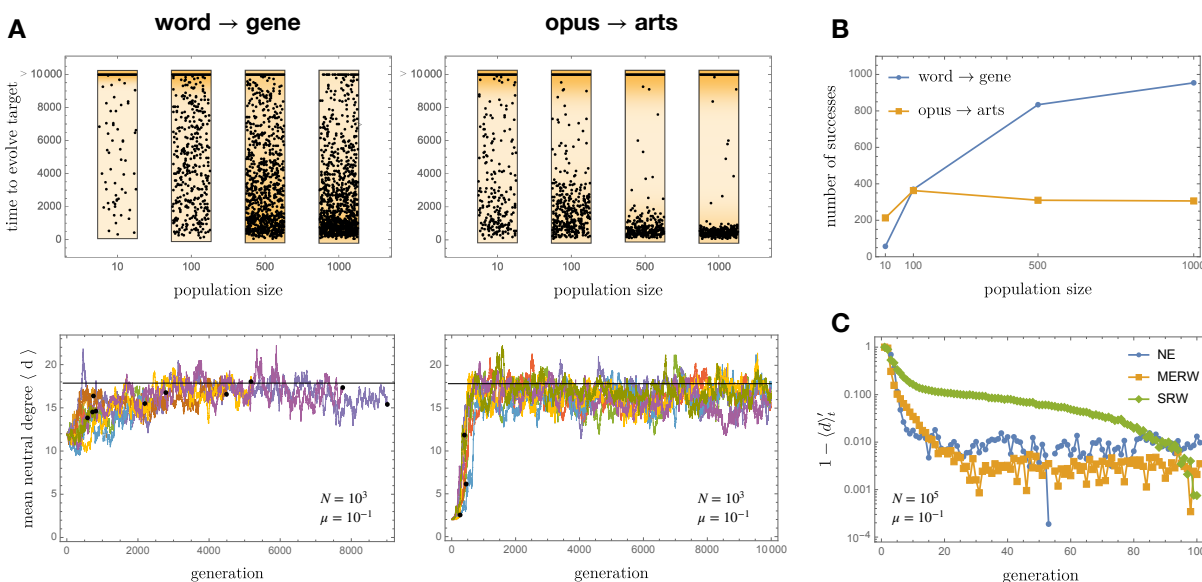 A
word → gene
opus → arts
B
time to evolve target
> 10000
8000
6000
4000
2000
0
10 100 500 1000
population size
> 10000
8000
6000
4000
2000
0
10 100 500 1000
population size
number of successes
1000
800
600
400
200
0
word → gene
opus → arts
10 100 500 1000
population size
mean neutral degree ⟨ d ⟩
20
15
10
5
0
N = 10³
μ = 10⁻¹
0 2000 4000 6000 8000
generation
20
15
10
5
0
N = 10³
μ = 10⁻¹
0 2000 4000 6000 8000 10000
generation
C
1 − ⟨d⟩′ₜ
1
0.100
0.010
0.001
10⁻⁴
NE
MERW
SRW
N = 10⁵
μ = 10⁻¹
0 20 40 60 80 100
generation